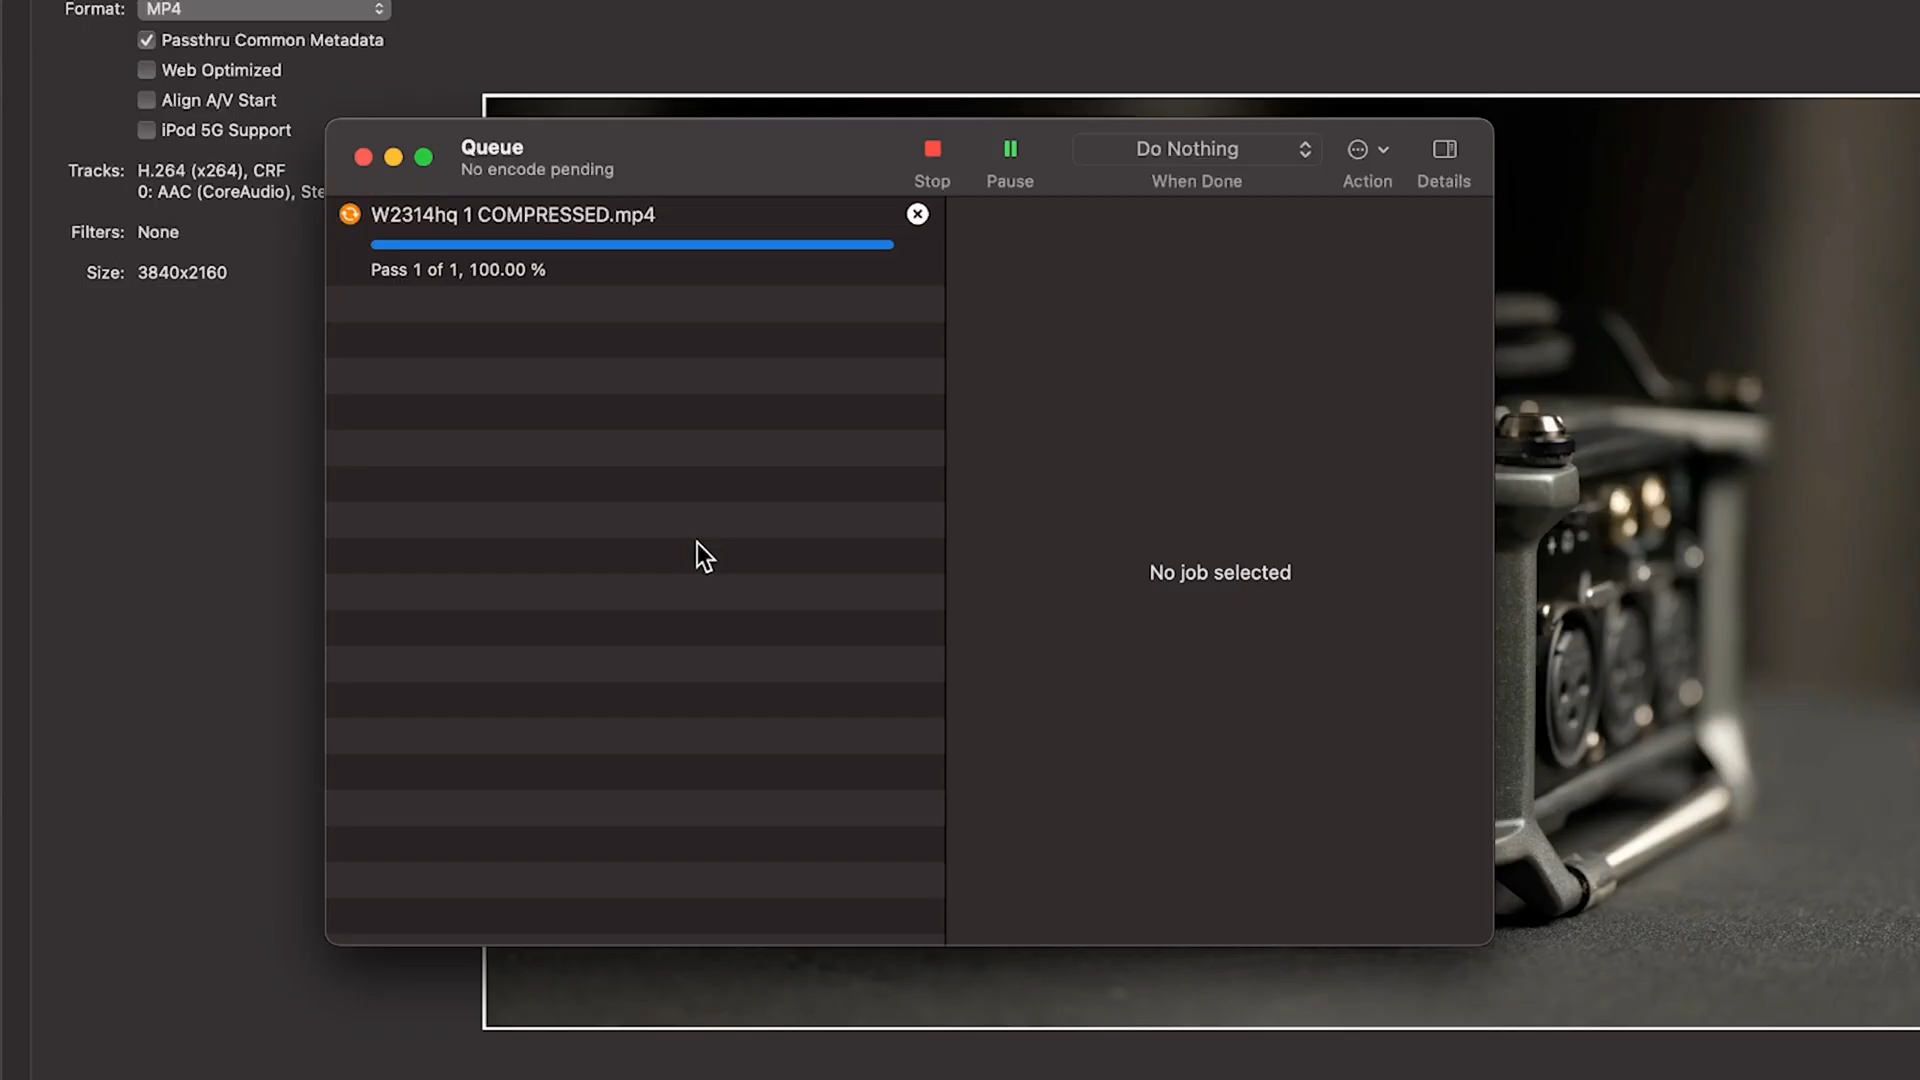 Format: MP4
Passthru Common Metadata
Web Optimized
Align A/V Start
iPod 5G Support
Tracks: H.264 (x264), CRF
0: AAC (CoreAudio), Ste
Filters: None
Size: 3840x2160
Queue
No encode pending
Stop
Pause
Do Nothing
When Done
Action
Details
W2314hq 1 COMPRESSED.mp4
Pass 1 of 1, 100.00 %
No job selected